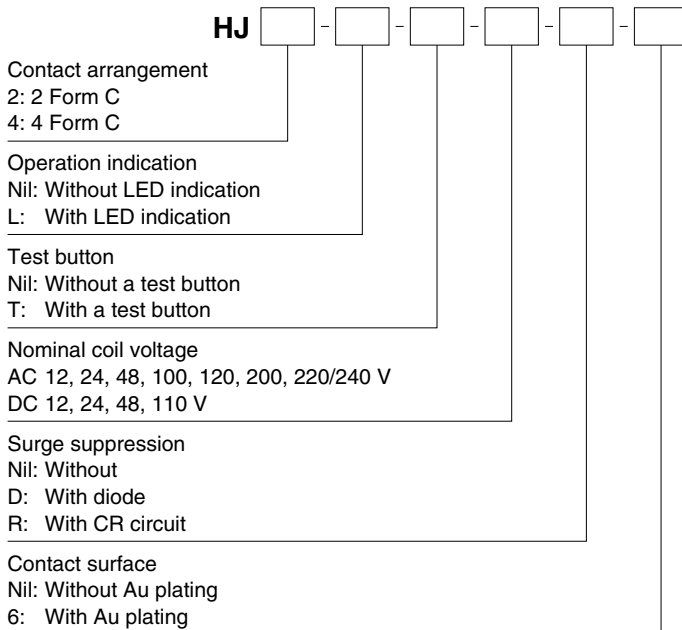 HJ - - - - -
Contact arrangement
2: 2 Form C
4: 4 Form C
Operation indication
Nil: Without LED indication
L: With LED indication
Test button
Nil: Without a test button
T: With a test button
Nominal coil voltage
AC 12, 24, 48, 100, 120, 200, 220/240 V
DC 12, 24, 48, 110 V
Surge suppression
Nil: Without
D: With diode
R: With CR circuit
Contact surface
Nil: Without Au plating
6: With Au plating